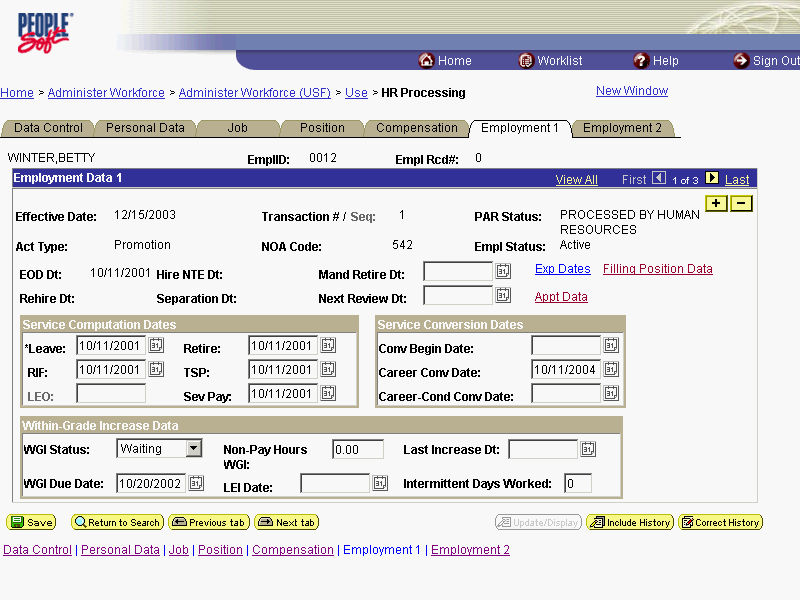 PEOPLE
Soft
Home Worklist Help Sign Out
Home > Administer Workforce > Administer Workforce (USF) > Use > HR Processing New Window
Data Control Personal Data Job Position Compensation Employment 1 Employment 2
WINTER,BETTY EmplID: 0012 Empl Rcd#: 0
Employment Data 1 View All First 1 of 3 Last
Effective Date: 12/15/2003 Transaction # / Seq: 1 PAR Status: PROCESSED BY HUMAN
RESOURCES
Act Type: Promotion NOA Code: 542 Empl Status: Active
EOD Dt: 10/11/2001 Hire NTE Dt: Mand Retire Dt: Exp Dates Filling Position Data
Rehire Dt: Separation Dt: Next Review Dt: Appt Data
Service Computation Dates Service Conversion Dates
*Leave: 10/11/2001 Retire: 10/11/2001 Conv Begin Date:
RIF: 10/11/2001 TSP: 10/11/2001 Career Conv Date: 10/11/2004
LEO: Sev Pay: 10/11/2001 Career-Cond Conv Date:
Within-Grade Increase Data
WGI Status: Waiting Non-Pay Hours 0.00 Last Increase Dt:
WGI:
WGI Due Date: 10/20/2002 LEI Date: Intermittent Days Worked: 0
Save Return to Search Previous tab Next tab Update/Display Include History Correct History
Data Control | Personal Data | Job | Position | Compensation | Employment 1 | Employment 2